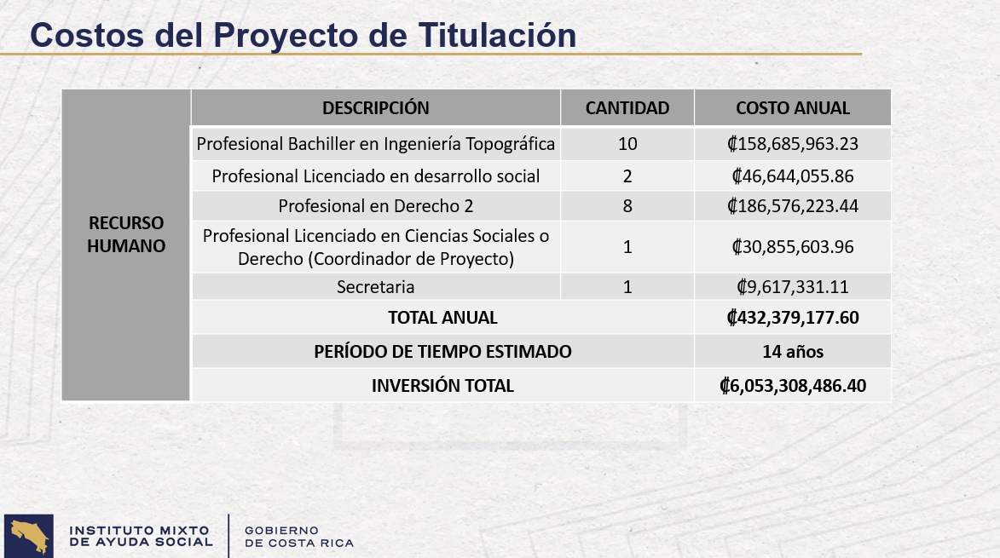 Costos del Proyecto de Titulación
RECURSO
HUMANO
DESCRIPCIÓN CANTIDAD COSTO ANUAL
Profesional Bachiller en Ingeniería Topográfica 10 ₡158,685,963.23
Profesional Licenciado en desarrollo social 2 ₡46,644,055.86
Profesional en Derecho 2 8 ₡186,576,223.44
Profesional Licenciado en Ciencias Sociales o
Derecho (Coordinador de Proyecto) 1 ₡30,855,603.96
Secretaria 1 ₡9,617,331.11
TOTAL ANUAL ₡432,379,177.60
PERÍODO DE TIEMPO ESTIMADO 14 años
INVERSIÓN TOTAL ₡6,053,308,486.40
INSTITUTO MIXTO
DE AYUDA SOCIAL
GOBIERNO
DE COSTA RICA